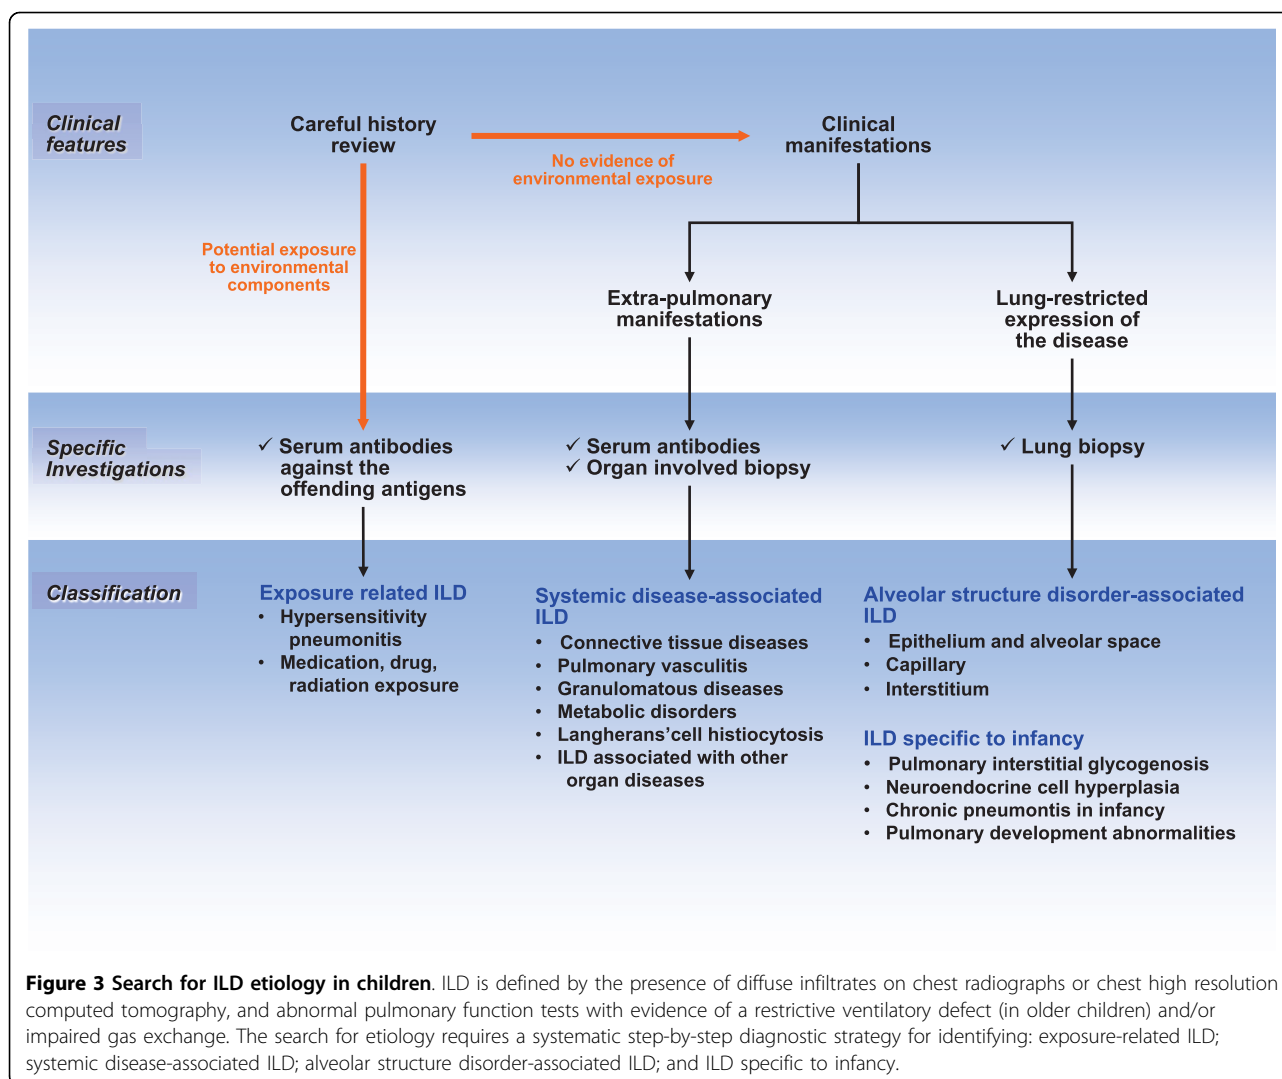 Clinical
features
Careful history
review
No evidence of
environmental exposure
Clinical
manifestations
Potential exposure
to environmental
components
Extra-pulmonary
manifestations
Lung-restricted
expression of
the disease
Specific
Investigations
✓ Serum antibodies
against the
offending antigens
✓ Serum antibodies
✓ Organ involved biopsy
✓ Lung biopsy
Classification
Exposure related ILD
• Hypersensitivity
pneumonitis
• Medication, drug,
radiation exposure
Systemic disease-associated
ILD
• Connective tissue diseases
• Pulmonary vasculitis
• Granulomatous diseases
• Metabolic disorders
• Langherans'cell histiocytosis
• ILD associated with other
organ diseases
Alveolar structure disorder-associated
ILD
• Epithelium and alveolar space
• Capillary
• Interstitium
ILD specific to infancy
• Pulmonary interstitial glycogenosis
• Neuroendocrine cell hyperplasia
• Chronic pneumontis in infancy
• Pulmonary development abnormalities
Figure 3 Search for ILD etiology in children. ILD is defined by the presence of diffuse infiltrates on chest radiographs or chest high resolution
computed tomography, and abnormal pulmonary function tests with evidence of a restrictive ventilatory defect (in older children) and/or
impaired gas exchange. The search for etiology requires a systematic step-by-step diagnostic strategy for identifying: exposure-related ILD;
systemic disease-associated ILD; alveolar structure disorder-associated ILD; and ILD specific to infancy.